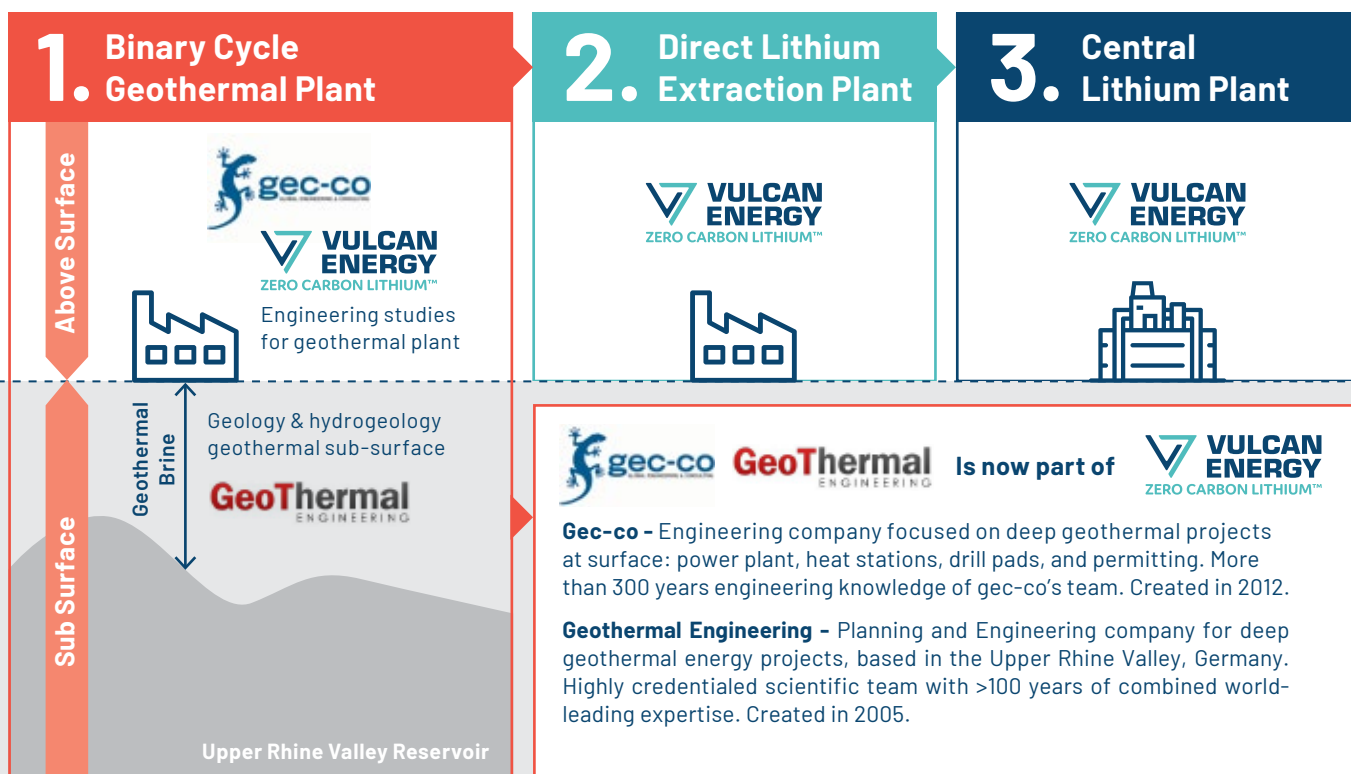 1. Binary Cycle
Geothermal Plant
2. Direct Lithium
Extraction Plant
3. Central
Lithium Plant
Above Surface
gec-co
GLOBAL ENGINEERING & CONSULTING
VULCAN
ENERGY
ZERO CARBON LITHIUM™
Engineering studies
for geothermal plant
VULCAN
ENERGY
ZERO CARBON LITHIUM™
VULCAN
ENERGY
ZERO CARBON LITHIUM™
Sub Surface
Geothermal
Brine
Geology & hydrogeology
geothermal sub-surface
GeoThermal
ENGINEERING
Upper Rhine Valley Reservoir
gec-co
GLOBAL ENGINEERING & CONSULTING
GeoThermal
ENGINEERING
Is now part of
VULCAN
ENERGY
ZERO CARBON LITHIUM™
Gec-co - Engineering company focused on deep geothermal projects
at surface: power plant, heat stations, drill pads, and permitting. More
than 300 years engineering knowledge of gec-co’s team. Created in 2012.
Geothermal Engineering - Planning and Engineering company for deep
geothermal energy projects, based in the Upper Rhine Valley, Germany.
Highly credentialed scientific team with >100 years of combined world-
leading expertise. Created in 2005.